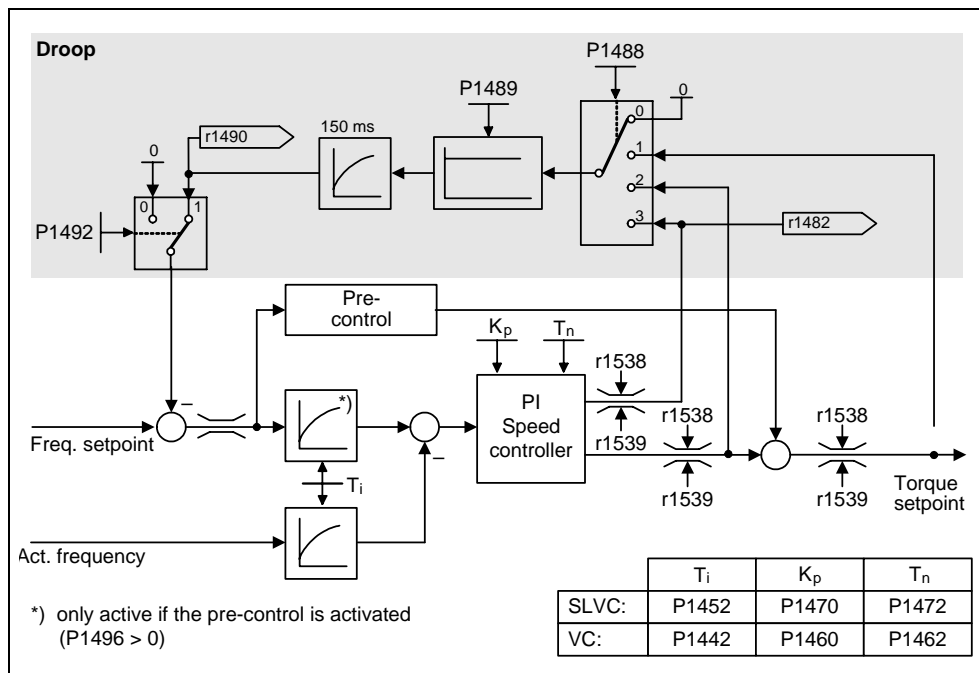 Droop
P1488
P1489
0
150 ms
r1490
0
0
1
2
3
0 1
P1492
r1482
Pre-
control
Kp
Tn
r1538
r1539
*)
PI
Speed
controller
–
Freq. setpoint
–
r1538
r1539
r1538
r1539
Torque
setpoint
Ti
Act. frequency
*) only active if the pre-control is activated
(P1496 > 0)
Ti Kp Tn
SLVC: P1452 P1470 P1472
VC: P1442 P1460 P1462